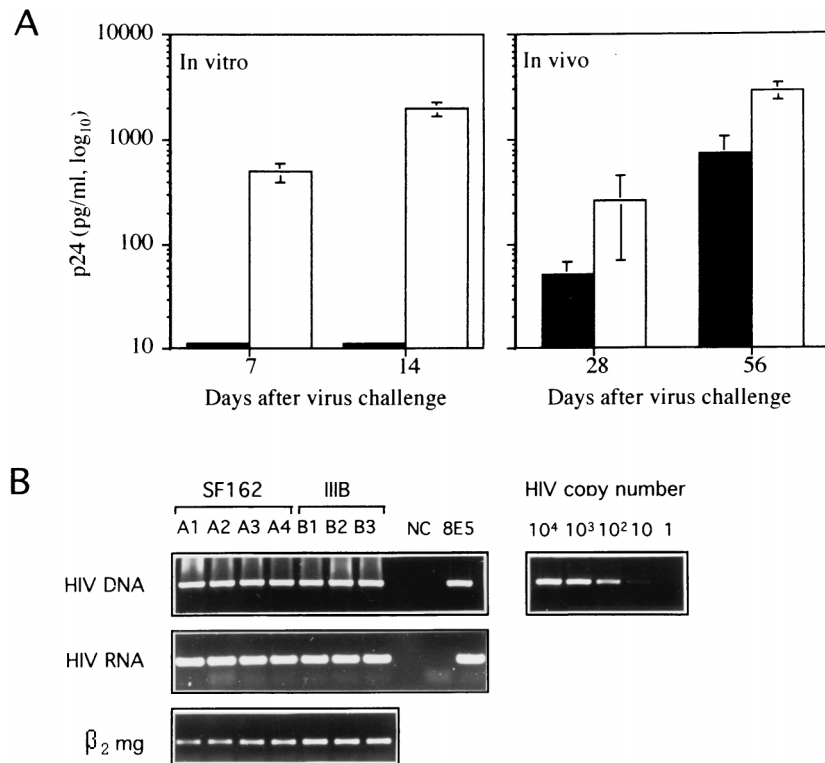 A
10000
1000
100
10
p24 (pg/ml, log10)
In vitro
7
14
Days after virus challenge
In vivo
28
56
Days after virus challenge
B
SF162
IIIB
A1 A2 A3 A4 B1 B2 B3 NC 8E5
HIV DNA
HIV RNA
β2 mg
HIV copy number
10⁴ 10³ 10² 10 1